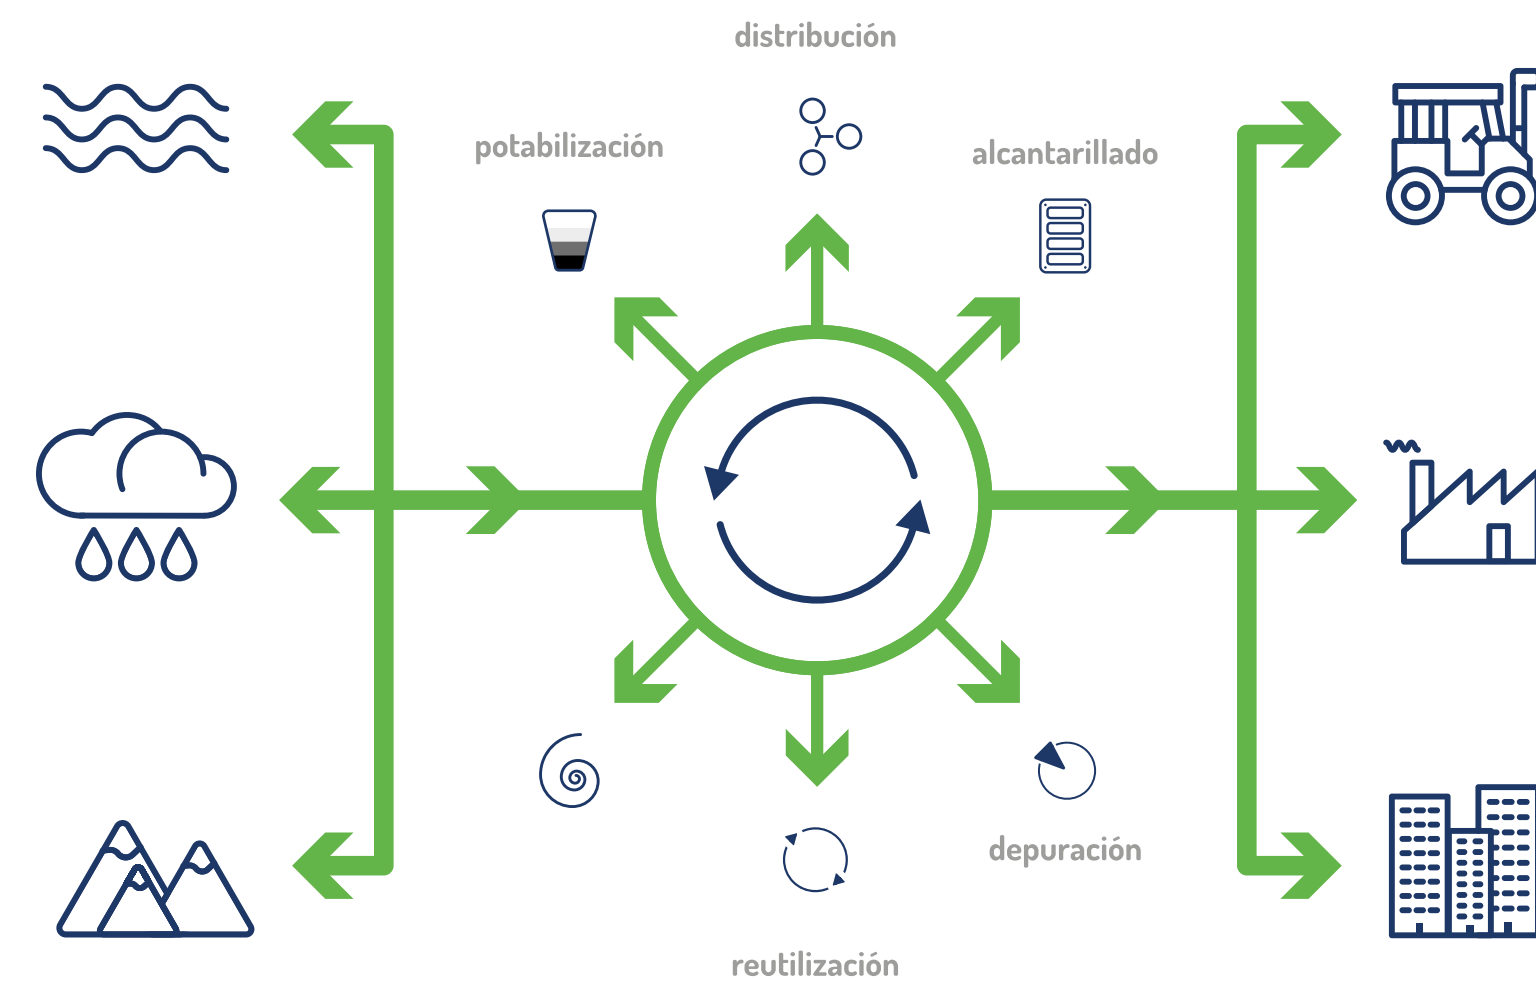 distribución
potabilización
alcantarillado
depuración
reutilización